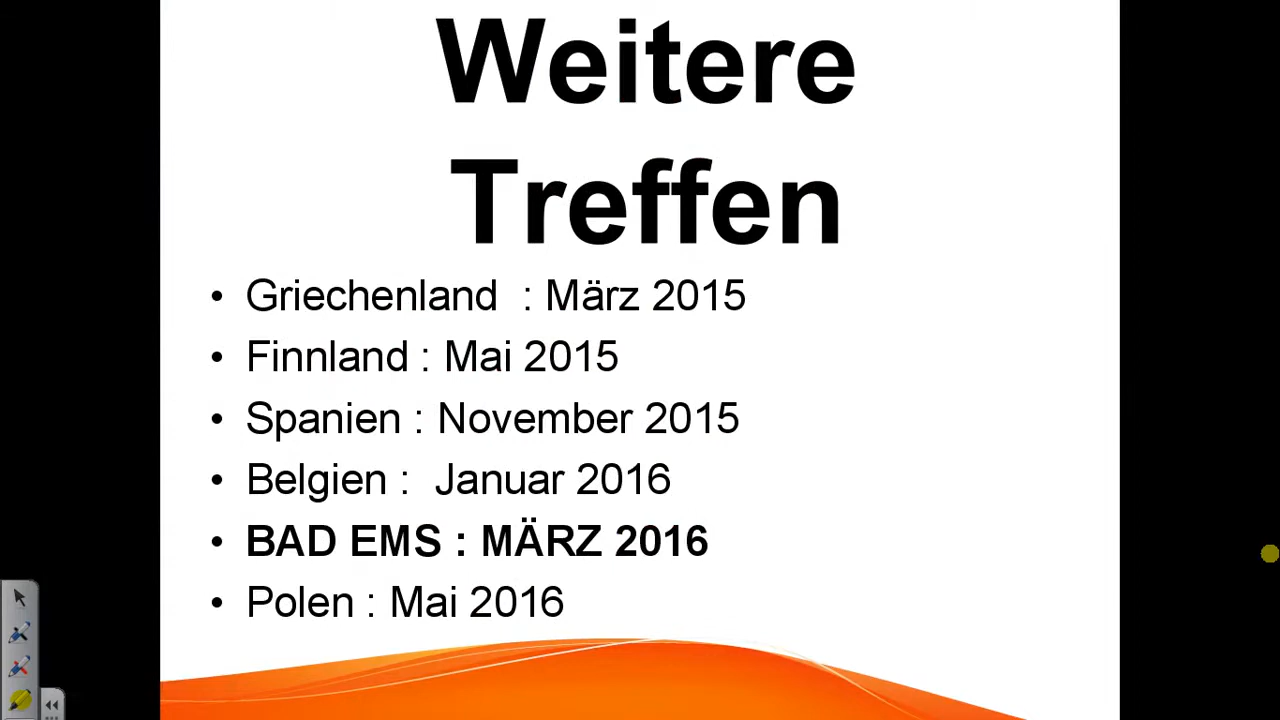 Weitere
Treffen
• Griechenland  : März 2015
• Finnland : Mai 2015
• Spanien : November 2015
• Belgien :  Januar 2016
• BAD EMS : MÄRZ 2016
• Polen : Mai 2016